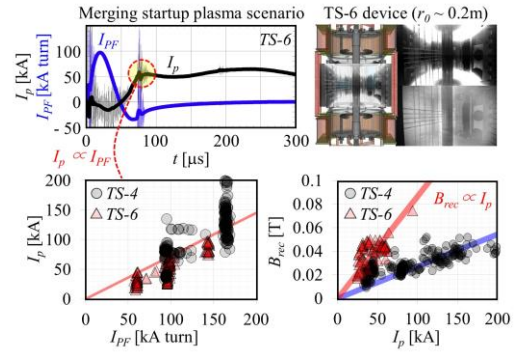 Merging startup plasma scenario
TS-6 device (r₀ ~ 0.2m)
I_p [kA]
I_PF [kA turn]
100
50
0
- 50
I_PF
I_p
TS-6
0
100
200
300
t [μs]
I_p ∝ I_PF
I_p [kA]
200
150
100
50
0
TS-4
TS-6
0
50
100
150
200
I_PF [kA turn]
B_rec [T]
0.1
0.08
0.06
0.04
0.02
0
TS-4
TS-6
B_rec ∝ I_p
0
50
100
150
200
I_p [kA]